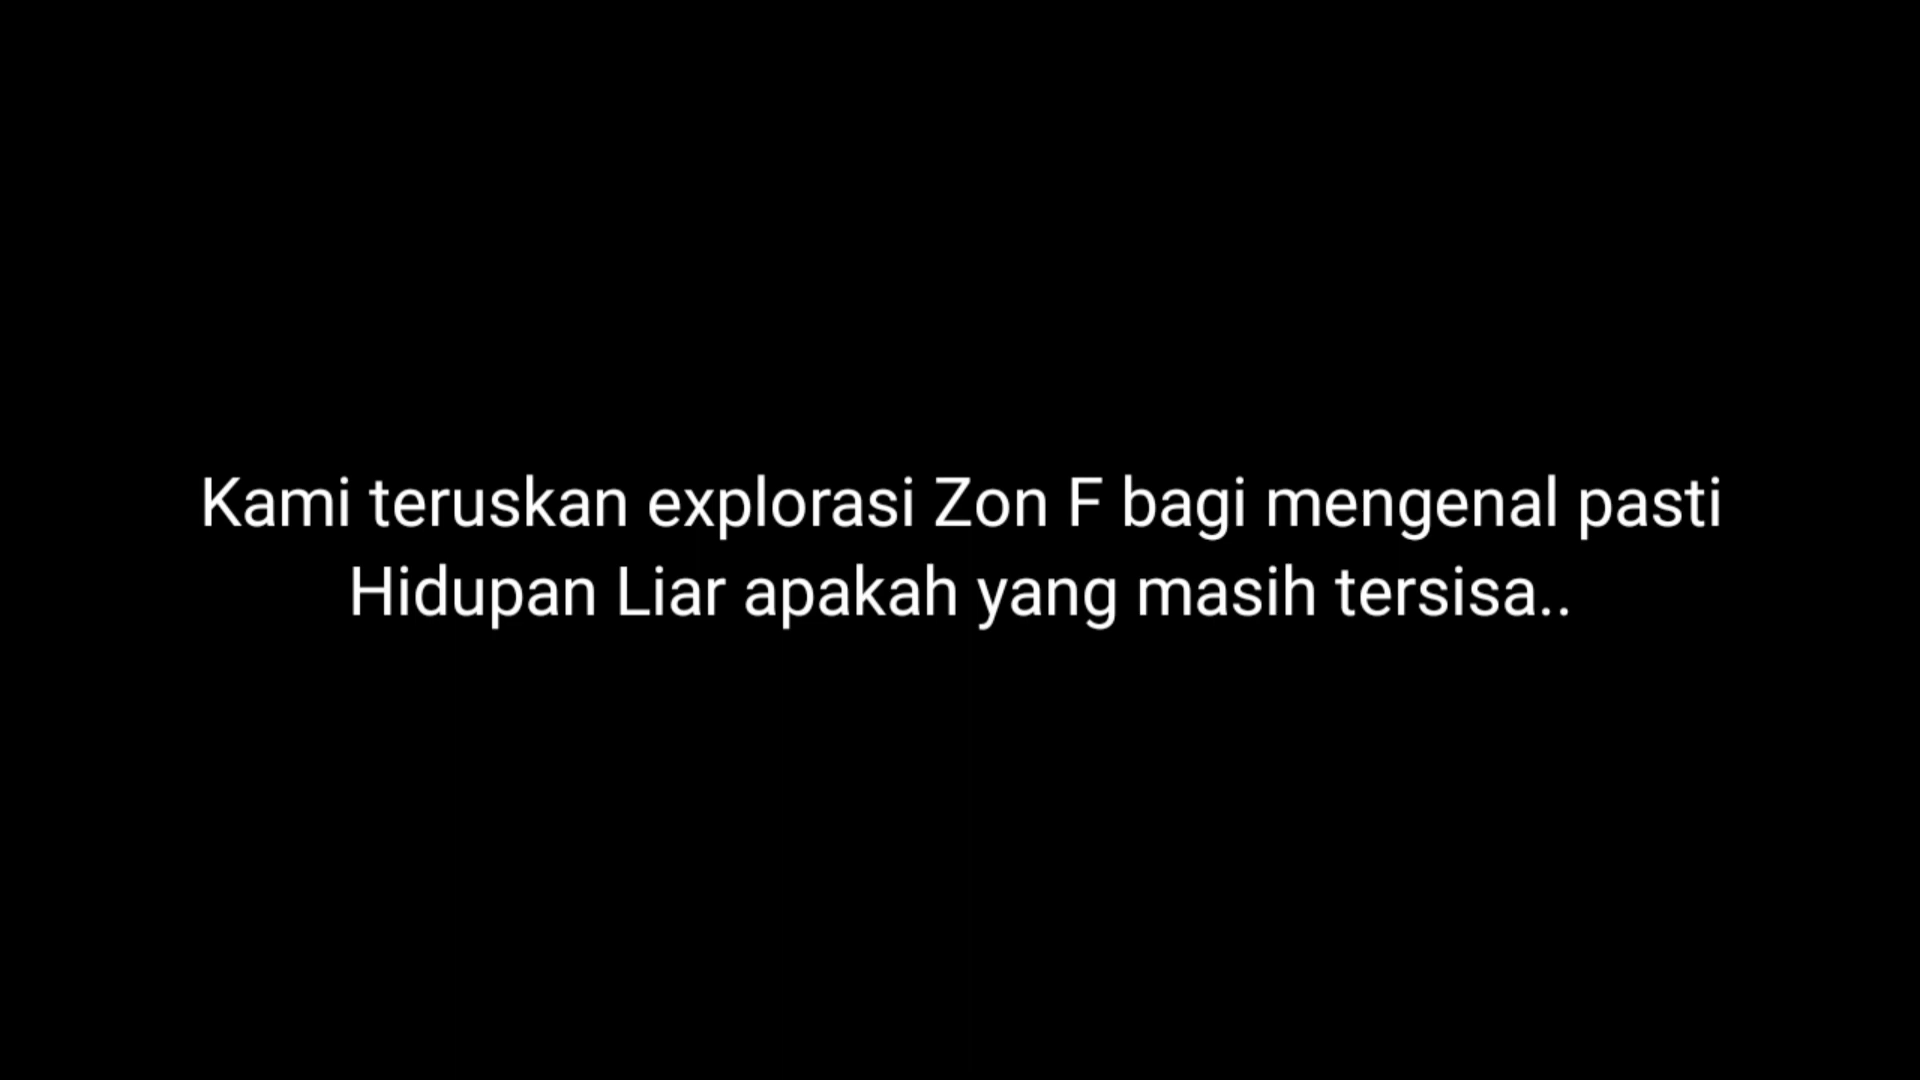 Kami teruskan explorasi Zon F bagi mengenal pasti
Hidupan Liar apakah yang masih tersisa..